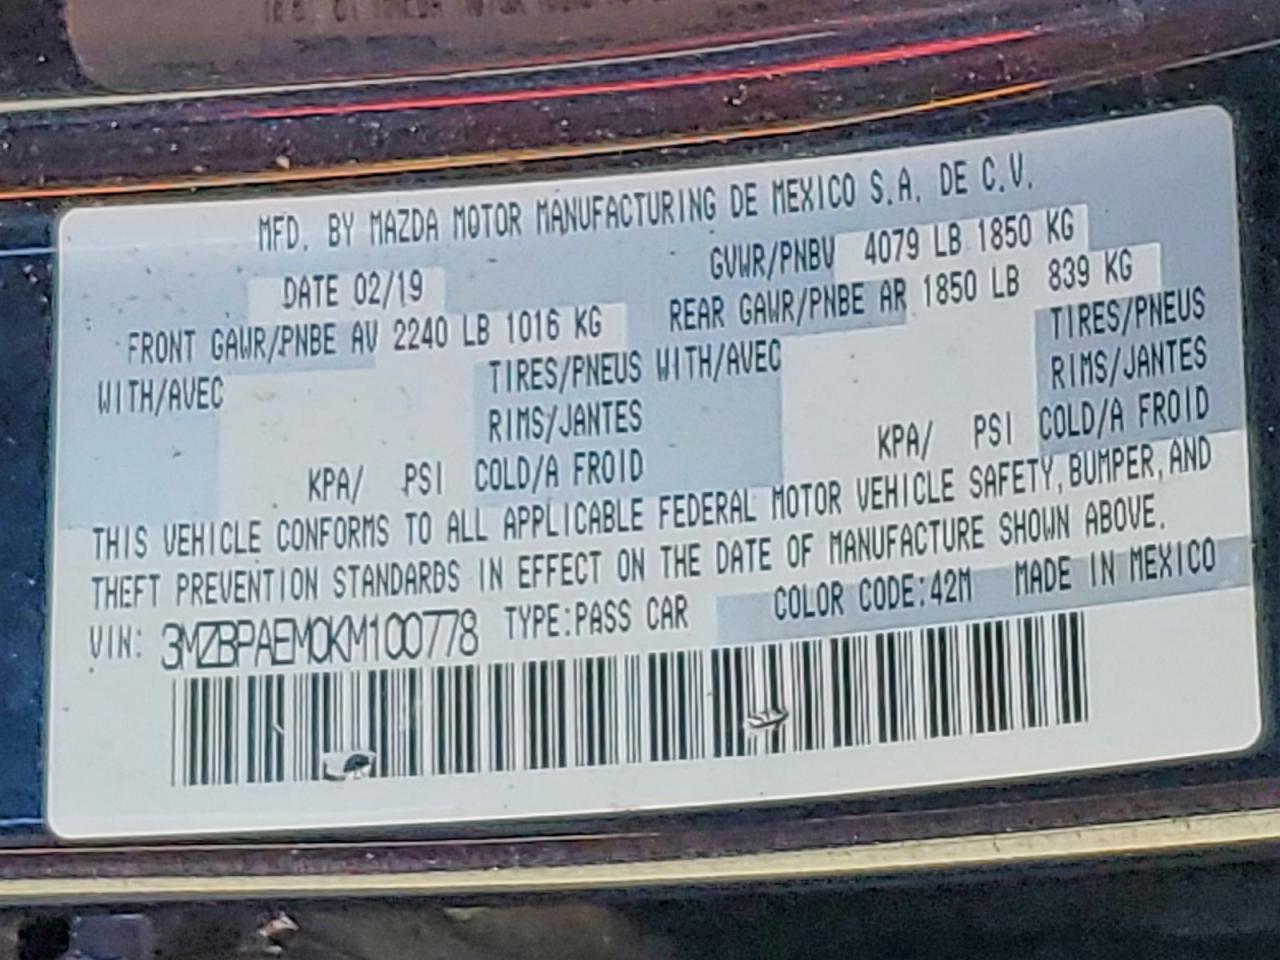 MFD. BY MAZDA MOTOR MANUFACTURING DE MEXICO S.A. DE C.V.
DATE 02/19 GVWR/PNBV 4079 LB 1850 KG
FRONT GAWR/PNBE AV 2240 LB 1016 KG REAR GAWR/PNBE AR 1850 LB 839 KG
WITH/AVEC TIRES/PNEUS WITH/AVEC TIRES/PNEUS
RIMS/JANTES RIMS/JANTES
KPA/ PSI COLD/A FROID KPA/ PSI COLD/A FROID
THIS VEHICLE CONFORMS TO ALL APPLICABLE FEDERAL MOTOR VEHICLE SAFETY, BUMPER, AND
THEFT PREVENTION STANDARDS IN EFFECT ON THE DATE OF MANUFACTURE SHOWN ABOVE.
VIN: 3MZBPAEM0KM100778 TYPE:PASS CAR COLOR CODE:42M MADE IN MEXICO